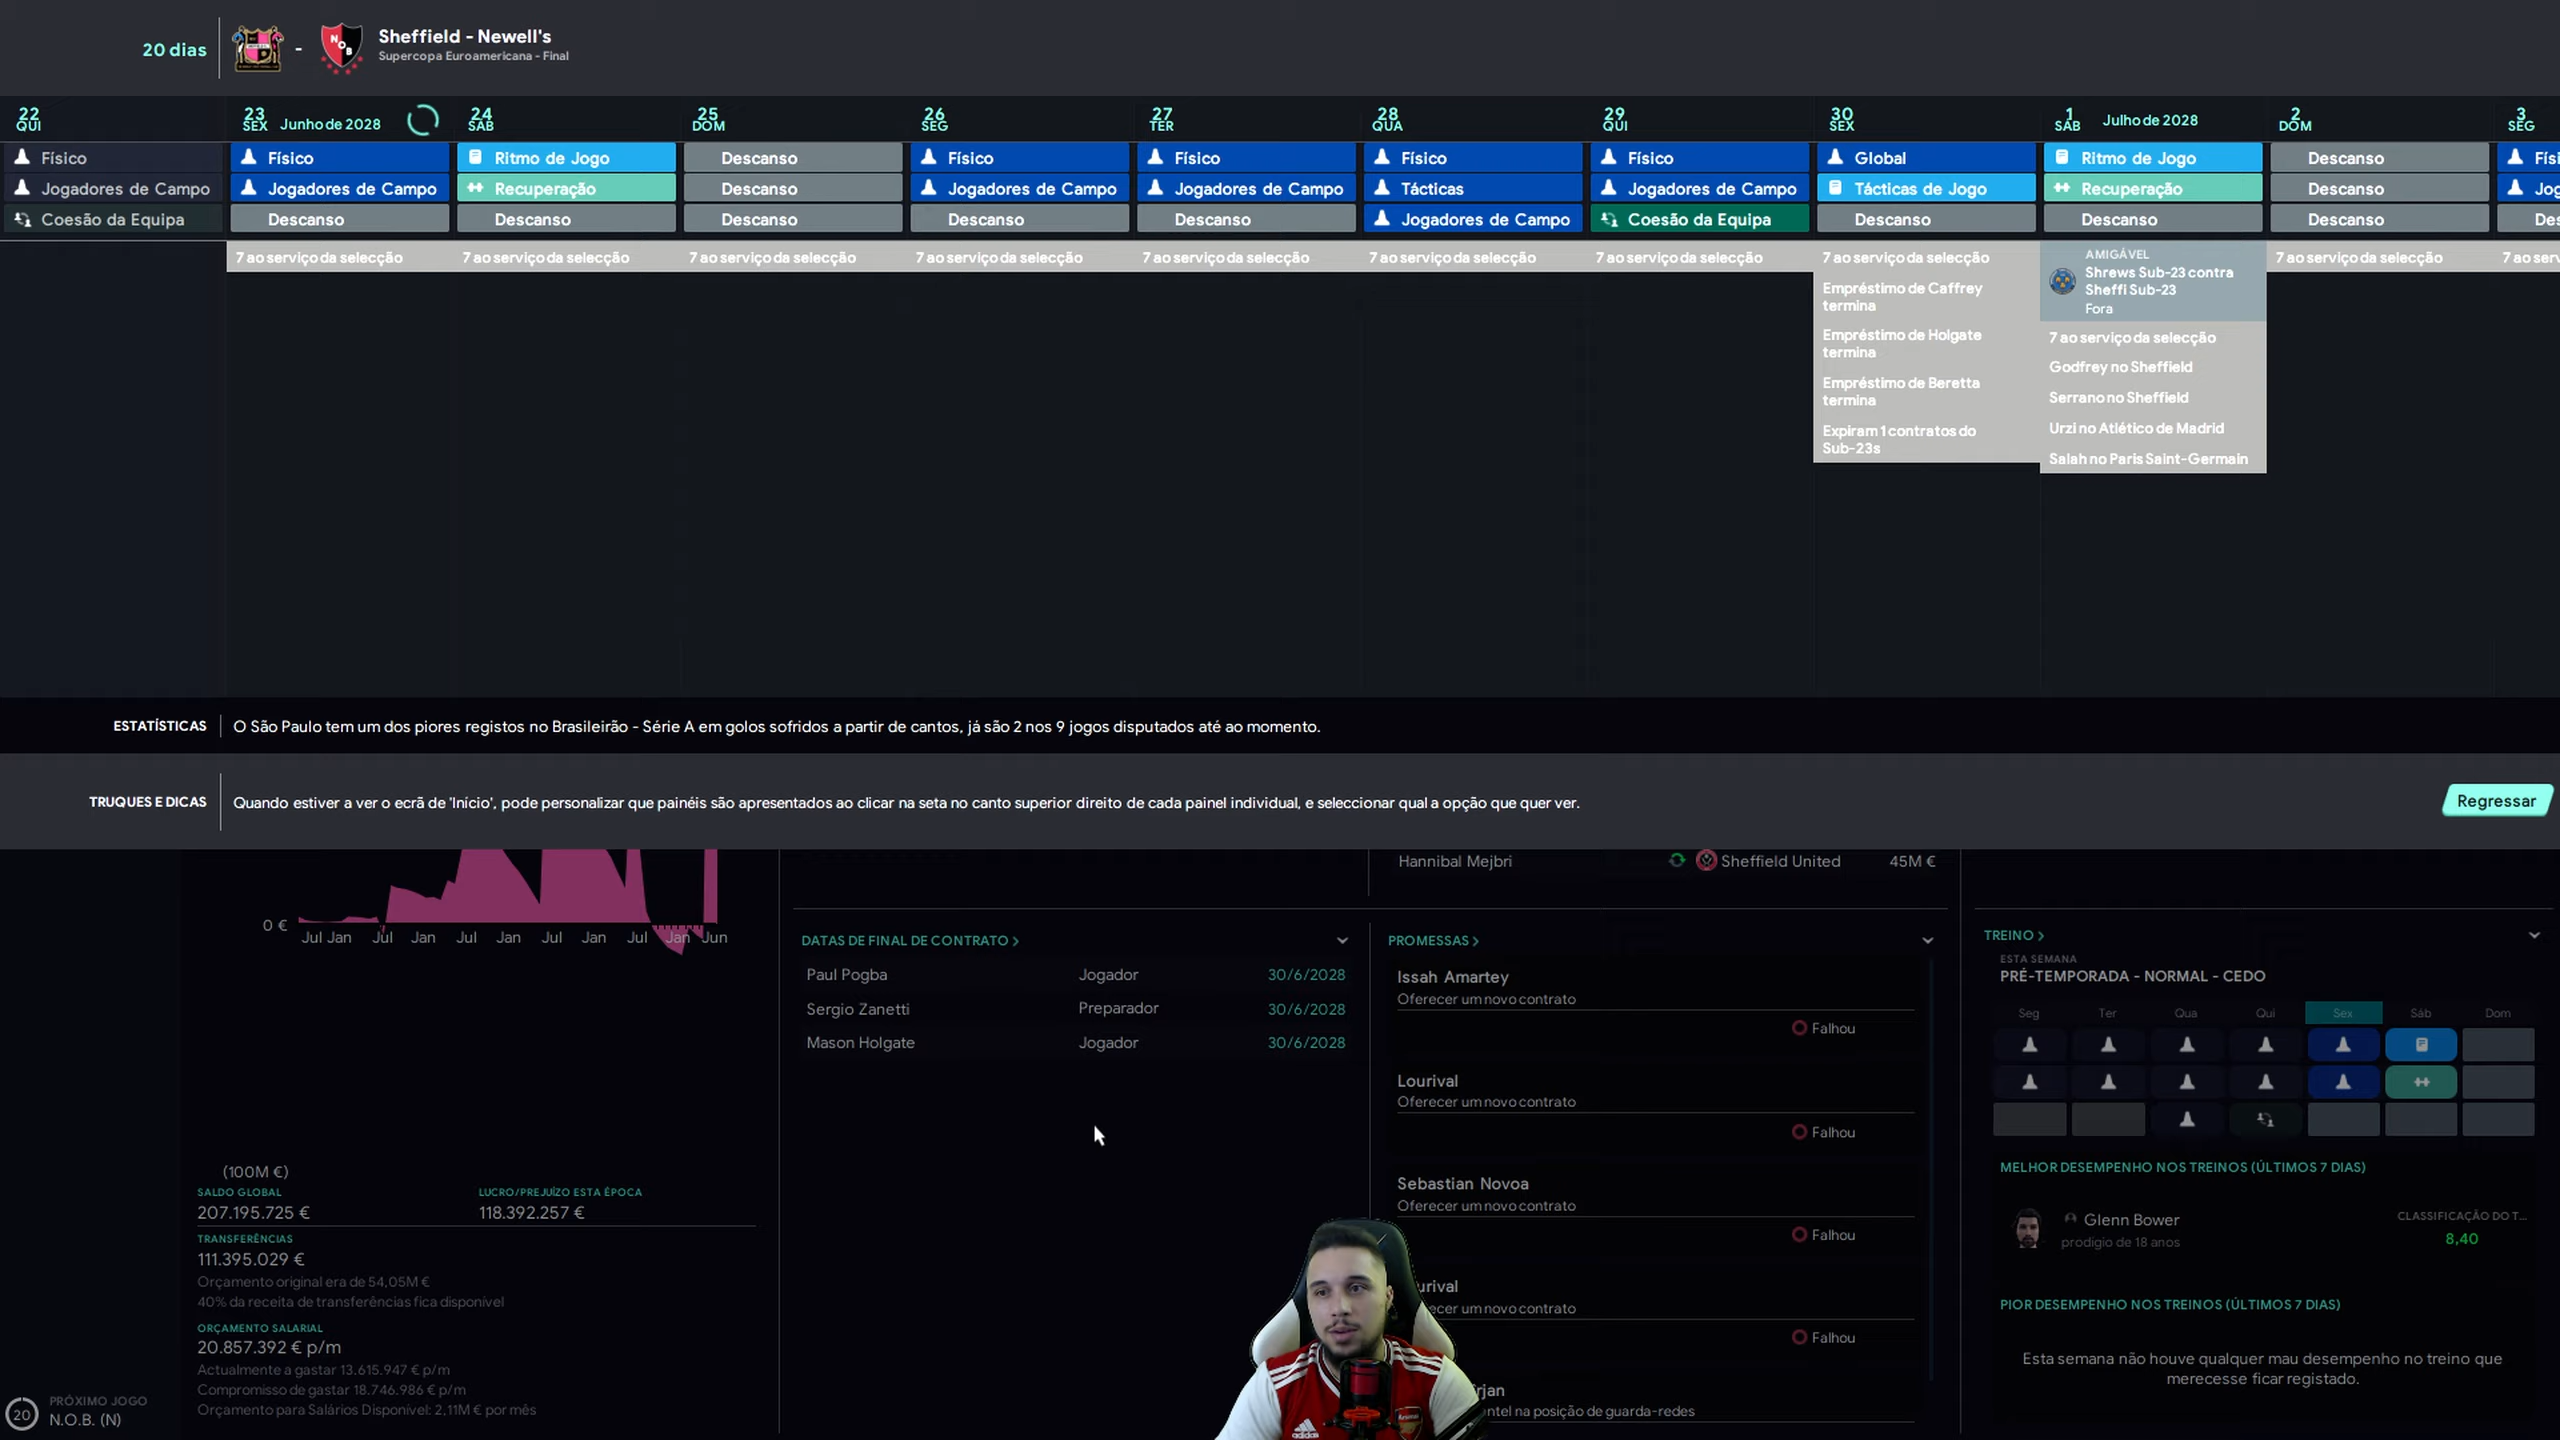 20 dias
Sheffield - Newell's
Supercopa Euroamericana - Final
22
QUI
23
SEX
Junho de 2028
24
SÁB
25
DOM
26
SEG
27
TER
28
QUA
29
QUI
30
SEX
1
SÁB
Julho de 2028
2
DOM
3
SEG
Físico
Físico
Ritmo de Jogo
Descanso
Físico
Físico
Físico
Físico
Global
Ritmo de Jogo
Descanso
Jogadores de Campo
Jogadores de Campo
Recuperação
Descanso
Jogadores de Campo
Jogadores de Campo
Tácticas
Jogadores de Campo
Tácticas de Jogo
Recuperação
Descanso
Coesão da Equipa
Descanso
Descanso
Descanso
Descanso
Descanso
Jogadores de Campo
Coesão da Equipa
Descanso
Descanso
Descanso
7 ao serviço da selecção
7 ao serviço da selecção
7 ao serviço da selecção
7 ao serviço da selecção
7 ao serviço da selecção
7 ao serviço da selecção
7 ao serviço da selecção
7 ao serviço da selecção
Empréstimo de Caffrey
termina
Empréstimo de Holgate
termina
Empréstimo de Beretta
termina
Expiram 1 contratos do
Sub-23s
AMIGÁVEL
Shrews Sub-23 contra
Sheffi Sub-23
Fora
7 ao serviço da selecção
Godfrey no Sheffield
Serrano no Sheffield
Urzi no Atlético de Madrid
Salah no Paris Saint-Germain
7 ao serviço da selecção
7 ao serv
ESTATÍSTICAS
O São Paulo tem um dos piores registos no Brasileirão - Série A em golos sofridos a partir de cantos, já são 2 nos 9 jogos disputados até ao momento.
TRUQUES E DICAS
Quando estiver a ver o ecrã de 'Início', pode personalizar que painéis são apresentados ao clicar na seta no canto superior direito de cada painel individual, e seleccionar qual a opção que quer ver.
Regressar
Hannibal Mejbri
Sheffield United
45M €
0 €
Jul Jan Jul Jan Jul Jan Jul Jan Jul Jan Jun
(100M €)
SALDO GLOBAL
207.195.725 €
LUCRO/PREJUÍZO ESTA ÉPOCA
118.392.257 €
TRANSFERÊNCIAS
111.395.029 €
Orçamento original era de 54,05M €
40% da receita de transferências fica disponível
ORÇAMENTO SALARIAL
20.857.392 € p/m
Actualmente a gastar 13.615.947 € p/m
Compromisso de gastar 18.746.986 € p/m
Orçamento para Salários Disponível: 2,11M € por mês
20
PRÓXIMO JOGO
N.O.B. (N)
DATAS DE FINAL DE CONTRATO >
Paul Pogba
Jogador
30/6/2028
Sergio Zanetti
Preparador
30/6/2028
Mason Holgate
Jogador
30/6/2028
PROMESSAS >
Issah Amartey
Oferecer um novo contrato
Falhou
Lourival
Oferecer um novo contrato
Falhou
Sebastian Novoa
Oferecer um novo contrato
Falhou
urival
ecer um novo contrato
Falhou
rjan
ntel na posição de guarda-redes
TREINO >
ESTA SEMANA
PRÉ-TEMPORADA - NORMAL - CEDO
Seg Ter Qua Qui Sex Sáb Dom
MELHOR DESEMPENHO NOS TREINOS (ÚLTIMOS 7 DIAS)
Glenn Bower
prodígio de 18 anos
CLASSIFICAÇÃO DO T...
8,40
PIOR DESEMPENHO NOS TREINOS (ÚLTIMOS 7 DIAS)
Esta semana não houve qualquer mau desempenho no treino que
merecesse ficar registado.
adidas
Arsenal